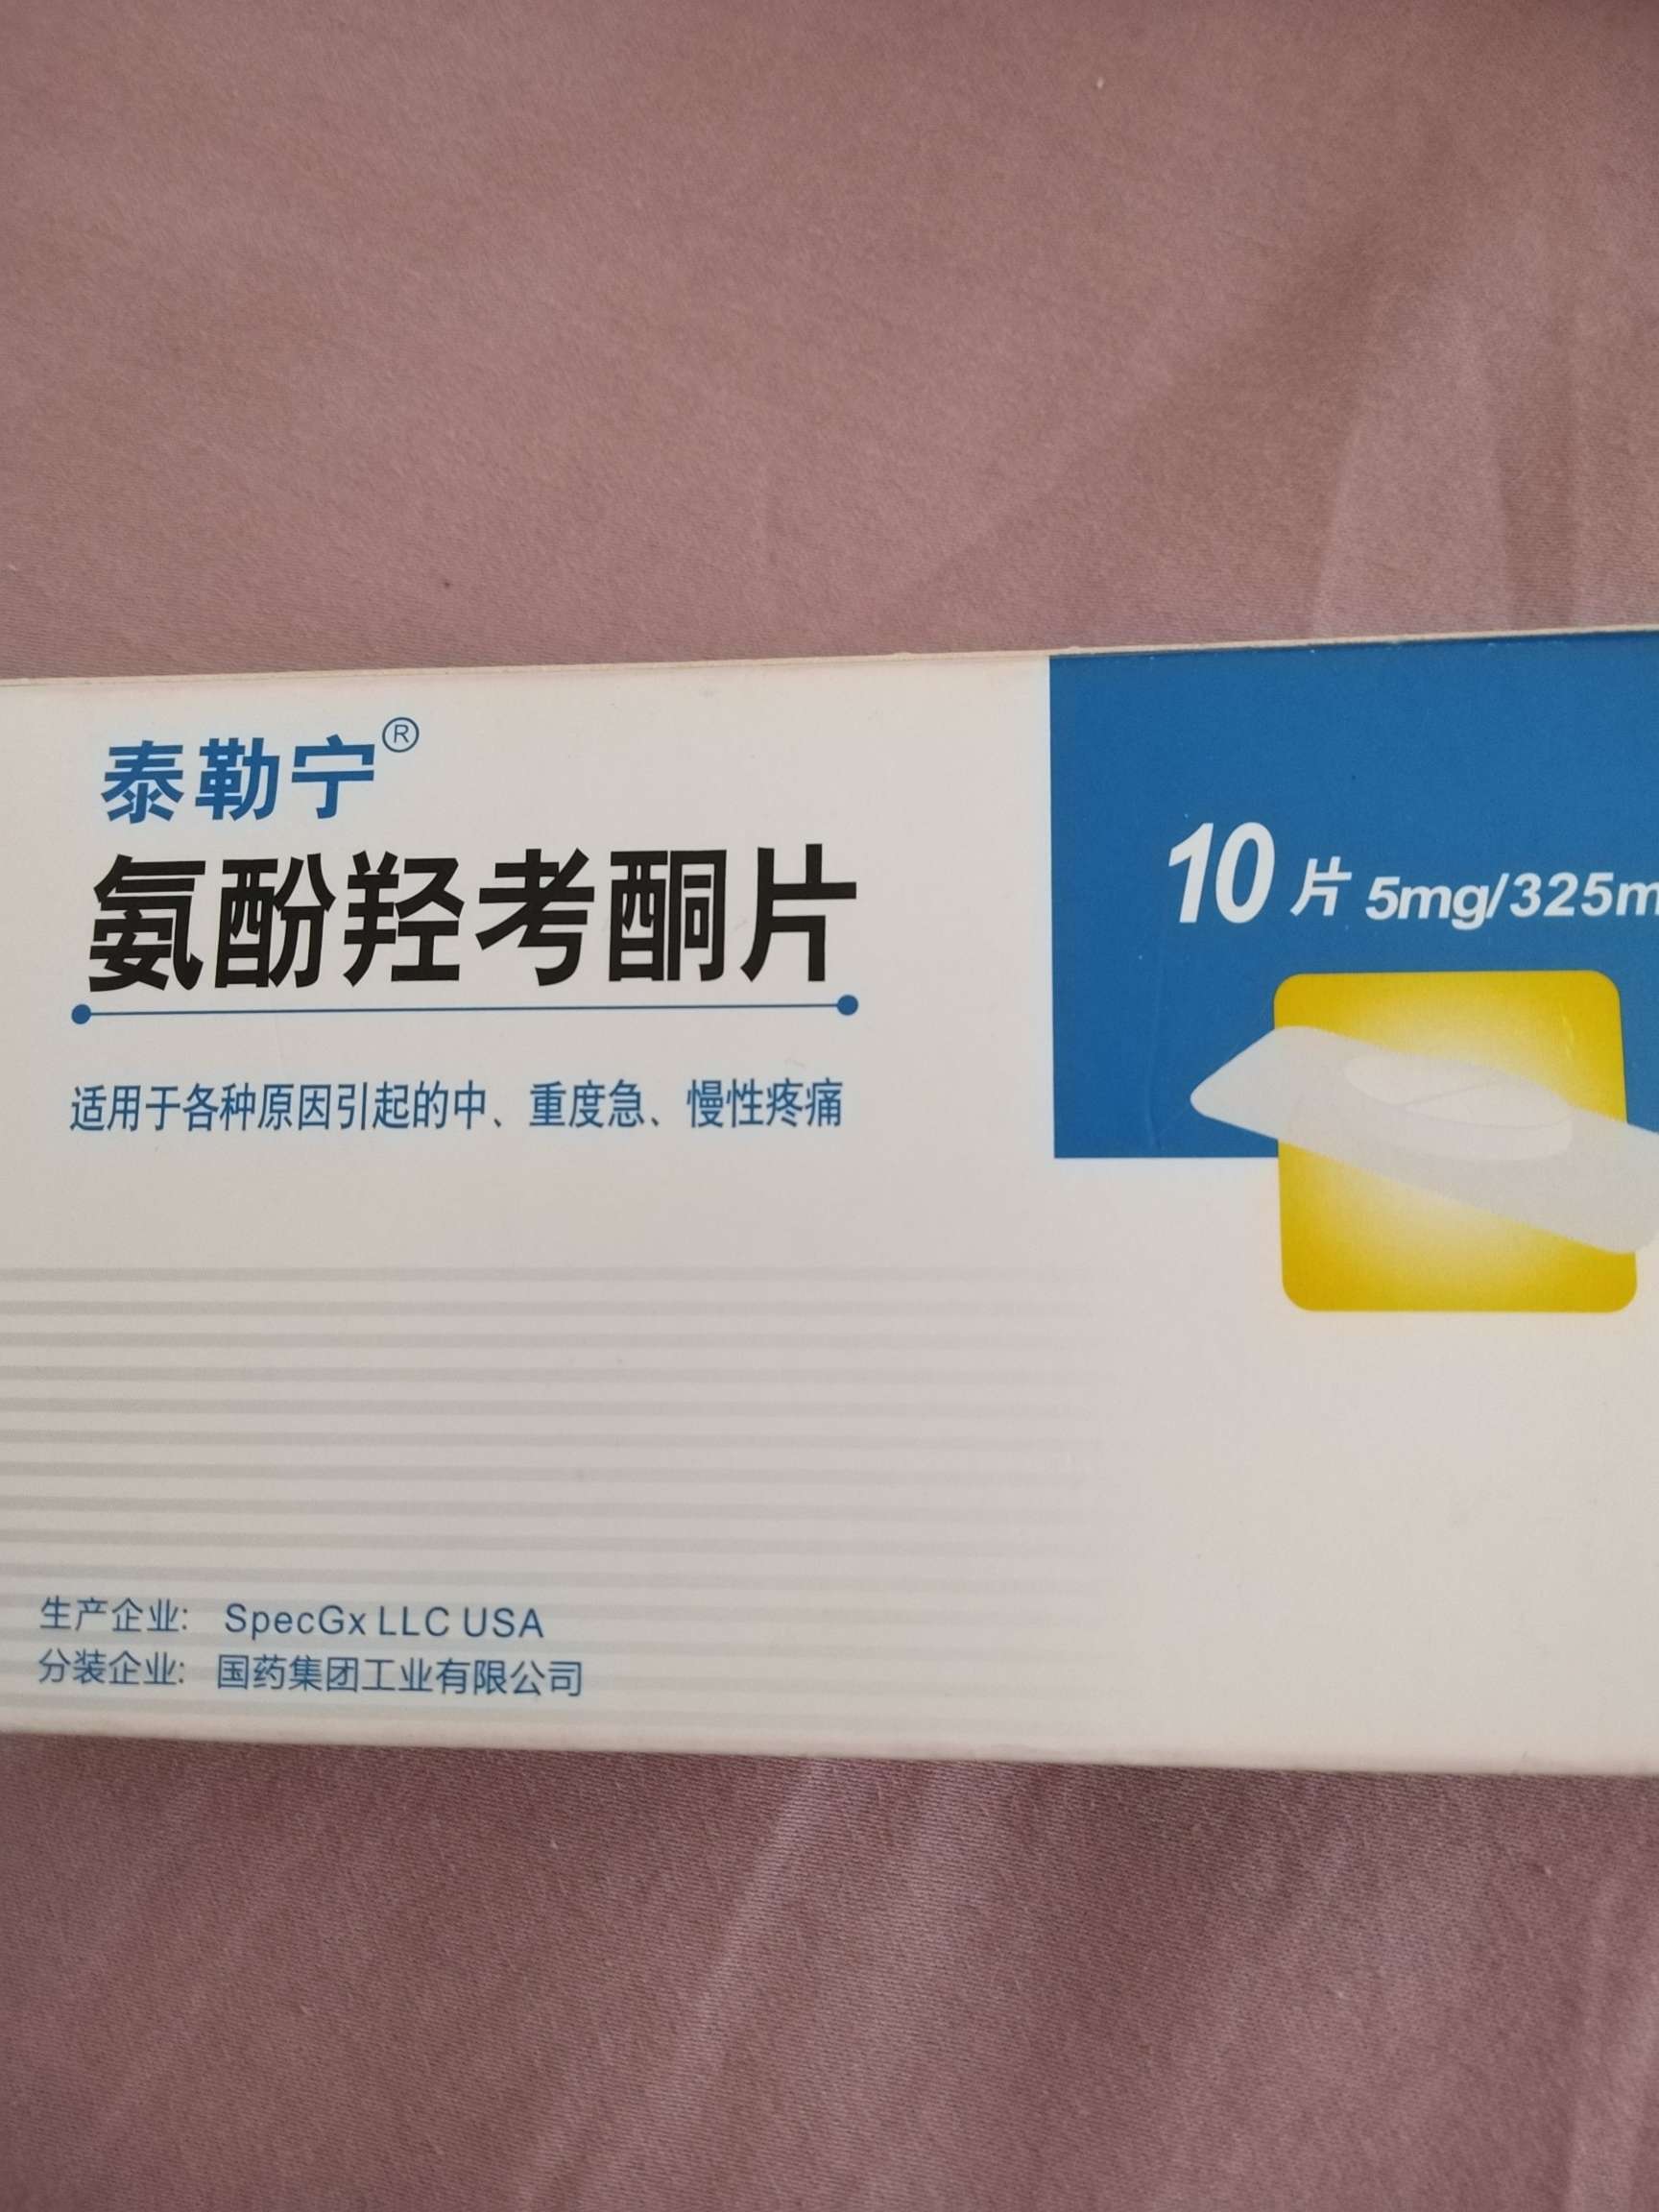 泰勒宁®
氨酚羟考酮片
适用于各种原因引起的中、重度急、慢性疼痛
10片 5mg/325m
生产企业: SpecGx LLC USA
分装企业: 国药集团工业有限公司